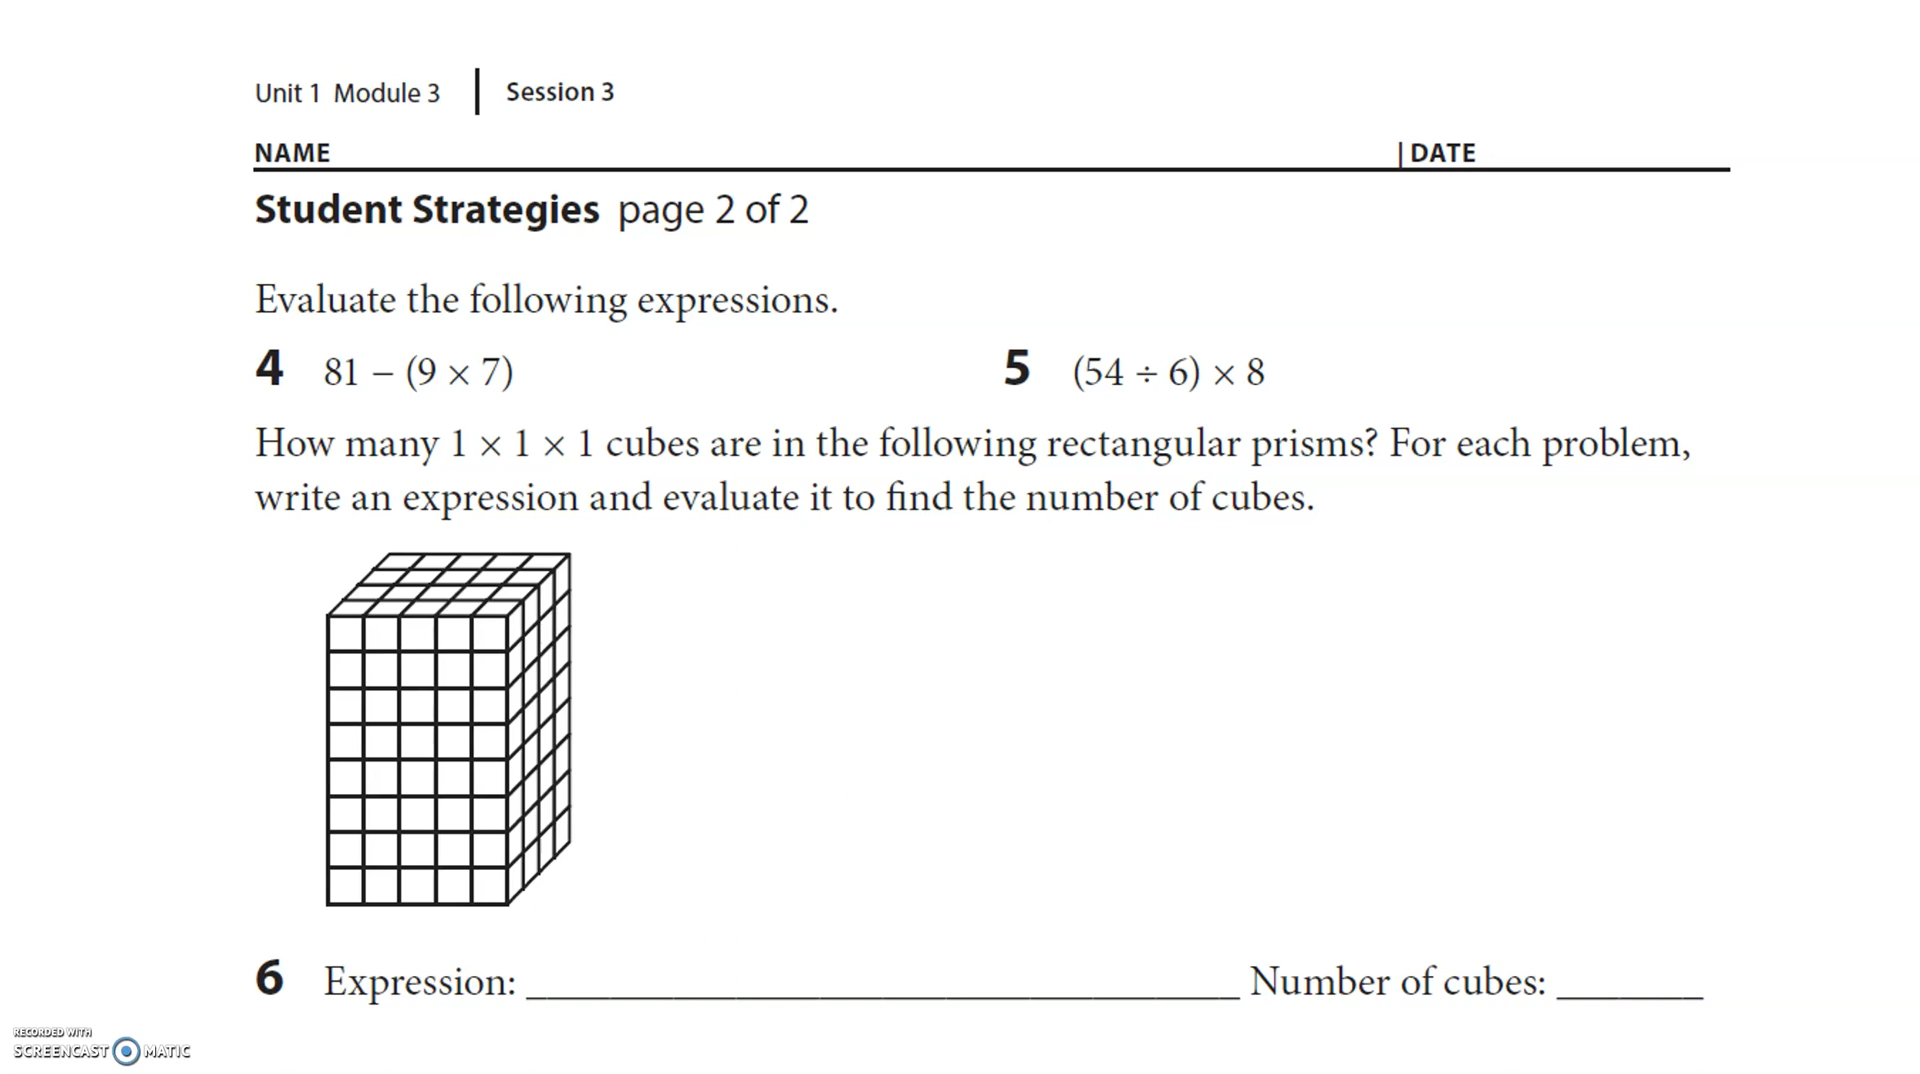 Unit 1 Module 3 | Session 3
NAME | DATE
Student Strategies page 2 of 2
Evaluate the following expressions.
4 81 – (9 × 7) 5 (54 ÷ 6) × 8
How many 1 × 1 × 1 cubes are in the following rectangular prisms? For each problem,
write an expression and evaluate it to find the number of cubes.
6 Expression: __________________________________ Number of cubes: _______
RECORDED WITH
SCREENCAST MATIC